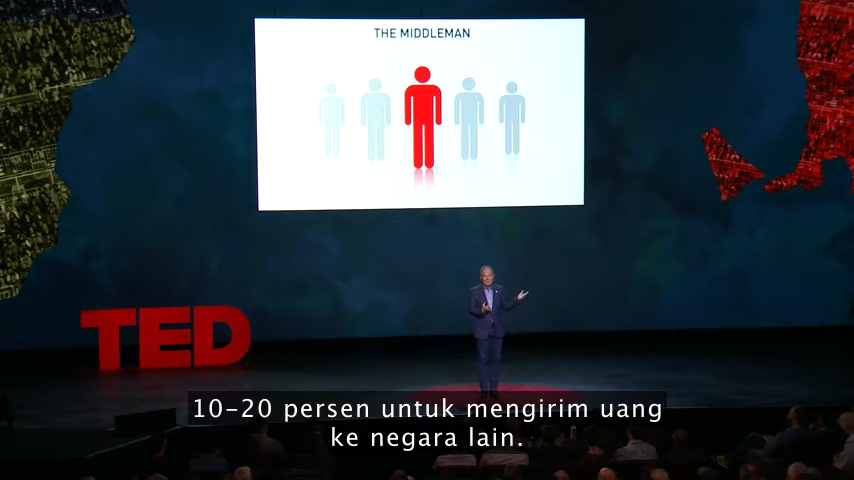 THE MIDDLEMAN
TED
10-20 persen untuk mengirim uang
ke negara lain.